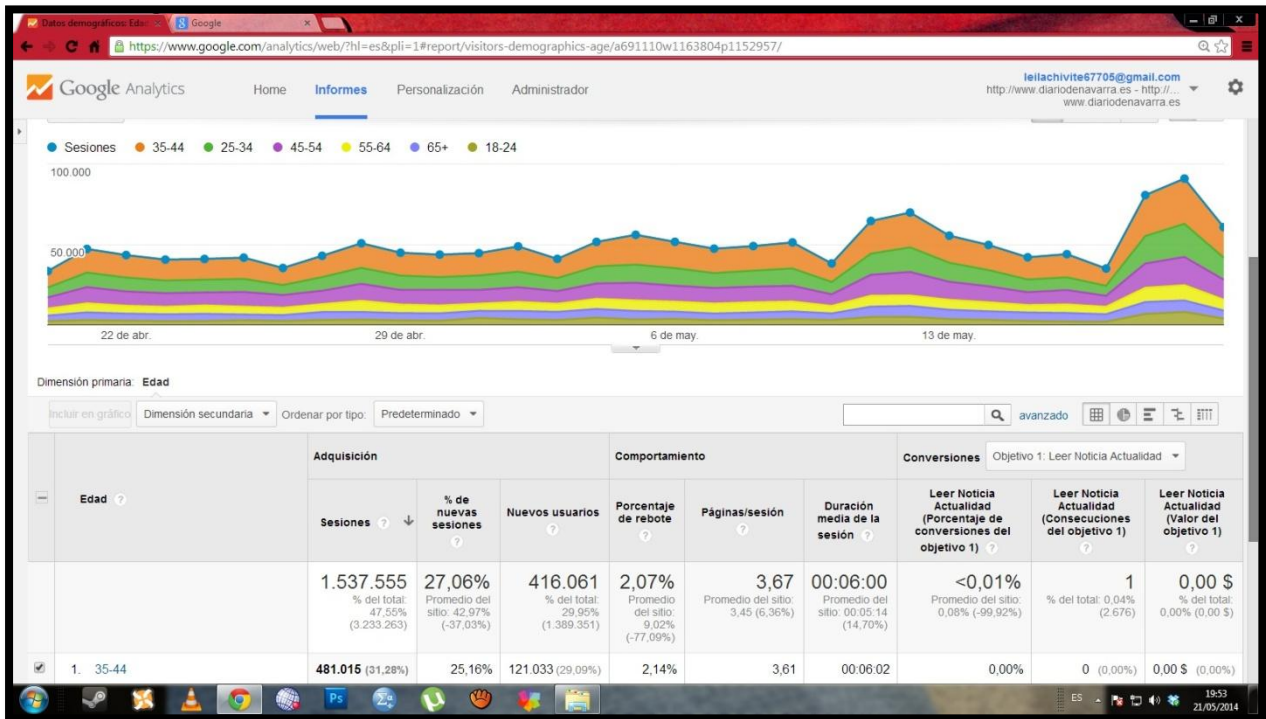 Datos demográficos: Edad
Google
https://www.google.com/analytics/web/?hl=es&pli=1#report/visitors-demographics-age/a691110w1163804p1152957/
Google Analytics
Home
Informes
Personalización
Administrador
leilachivite67705@gmail.com
http://www.diariodenavarra.es - http://...
www.diariodenavarra.es
Sesiones 35-44 25-34 45-54 55-64 65+ 18-24
100.000
50.000
22 de abr. 29 de abr. 6 de may. 13 de may.
Dimensión primaria: Edad
Incluir en gráfico Dimensión secundaria Ordenar por tipo: Predeterminado avanzado
Adquisición Comportamiento Conversiones Objetivo 1: Leer Noticia Actualidad
Edad ?
Sesiones ?
% de
nuevas
sesiones
?
Nuevos usuarios
?
Porcentaje
de rebote
?
Páginas/sesión
?
Duración
media de la
sesión ?
Leer Noticia
Actualidad
(Porcentaje de
conversiones del
objetivo 1) ?
Leer Noticia
Actualidad
(Consecuciones
del objetivo 1)
?
Leer Noticia
Actualidad
(Valor del
objetivo 1)
?
1.537.555
% del total:
47,55%
(3.233.263)
27,06%
Promedio del
sitio: 42,97%
(-37,03%)
416.061
% del total:
29,95%
(1.389.351)
2,07%
Promedio
del sitio:
9,02%
(-77,09%)
3,67
Promedio del sitio:
3,45 (6,36%)
00:06:00
Promedio del
sitio: 00:05:14
(14,70%)
<0,01%
Promedio del sitio:
0,08% (-99,92%)
1
% del total: 0,04%
(2.676)
0,00 $
% del total:
0,00% (0,00 $)
1. 35-44 481.015 (31,28%) 25,16% 121.033 (29,09%) 2,14% 3,61 00:06:02 0,00% 0 (0,00%) 0,00 $ (0,00%)
Ps
ES
19:53
21/05/2014